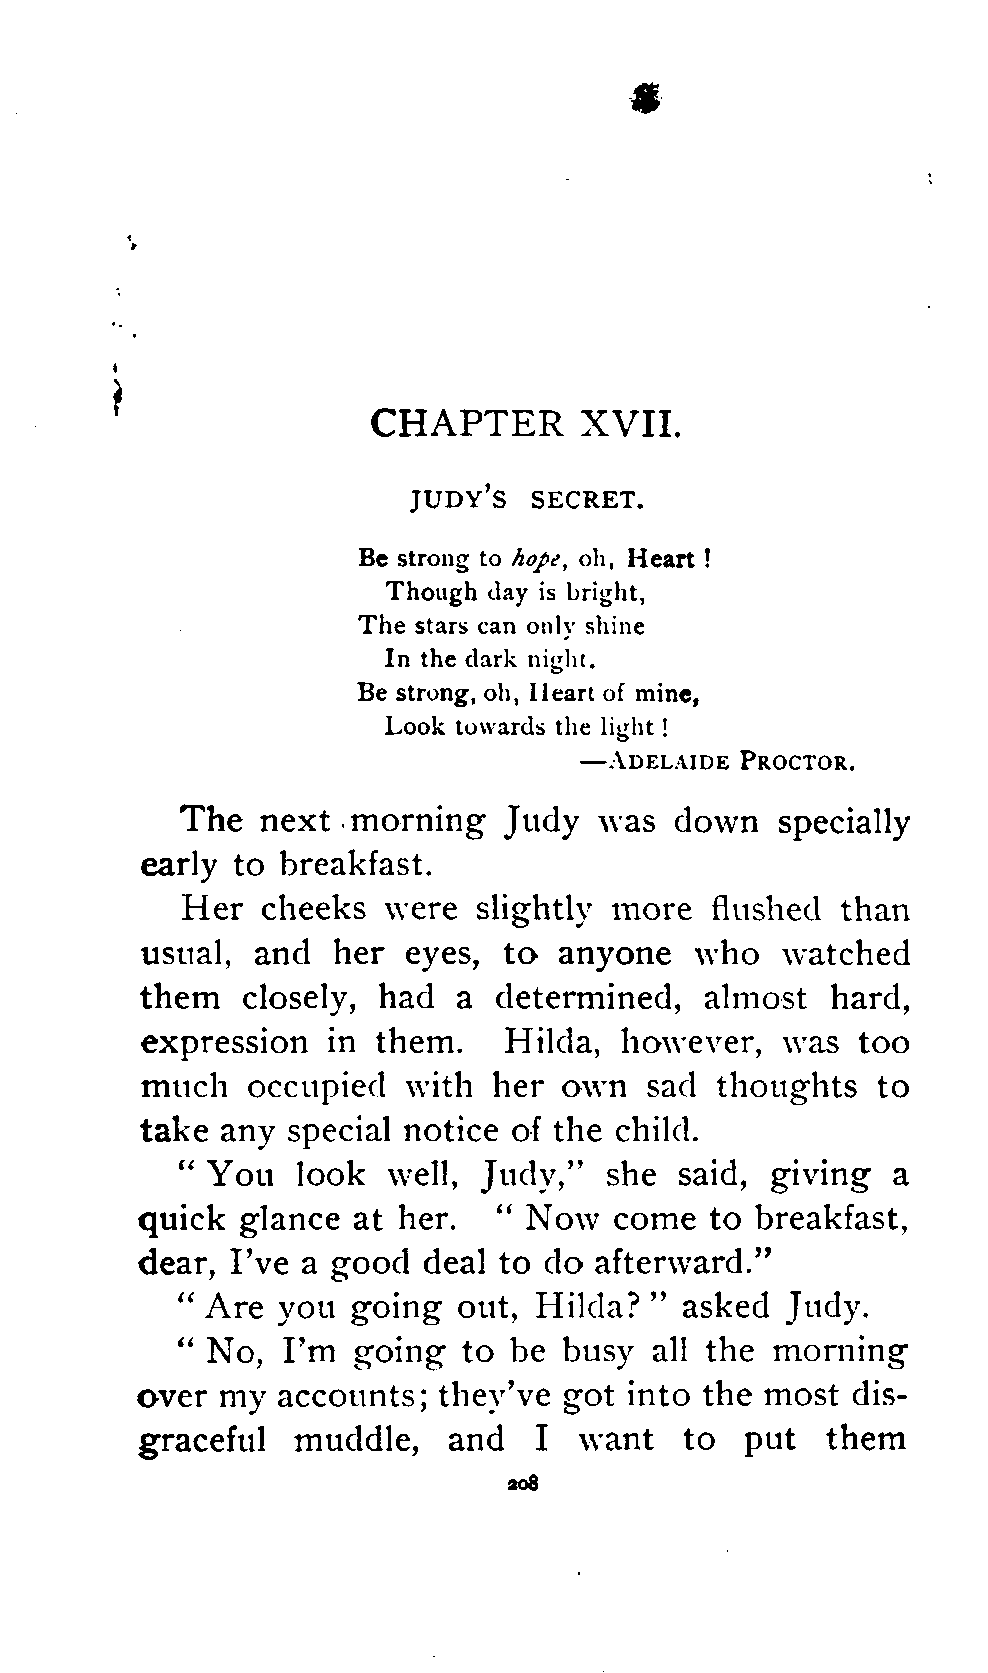 CHAPTER XVII.
JUDY'S SECRET.
Be strong to hope, oh, Heart !
Though day is bright,
The stars can only shine
In the dark night.
Be strong, oh, Heart of mine,
Look towards the light !
—ADELAIDE PROCTOR.
The next morning Judy was down specially
early to breakfast.
Her cheeks were slightly more flushed than
usual, and her eyes, to anyone who watched
them closely, had a determined, almost hard,
expression in them. Hilda, however, was too
much occupied with her own sad thoughts to
take any special notice of the child.
“ You look well, Judy,” she said, giving a
quick glance at her. “ Now come to breakfast,
dear, I’ve a good deal to do afterward.”
“ Are you going out, Hilda? ” asked Judy.
“ No, I’m going to be busy all the morning
over my accounts; they’ve got into the most dis-
graceful muddle, and I want to put them
208